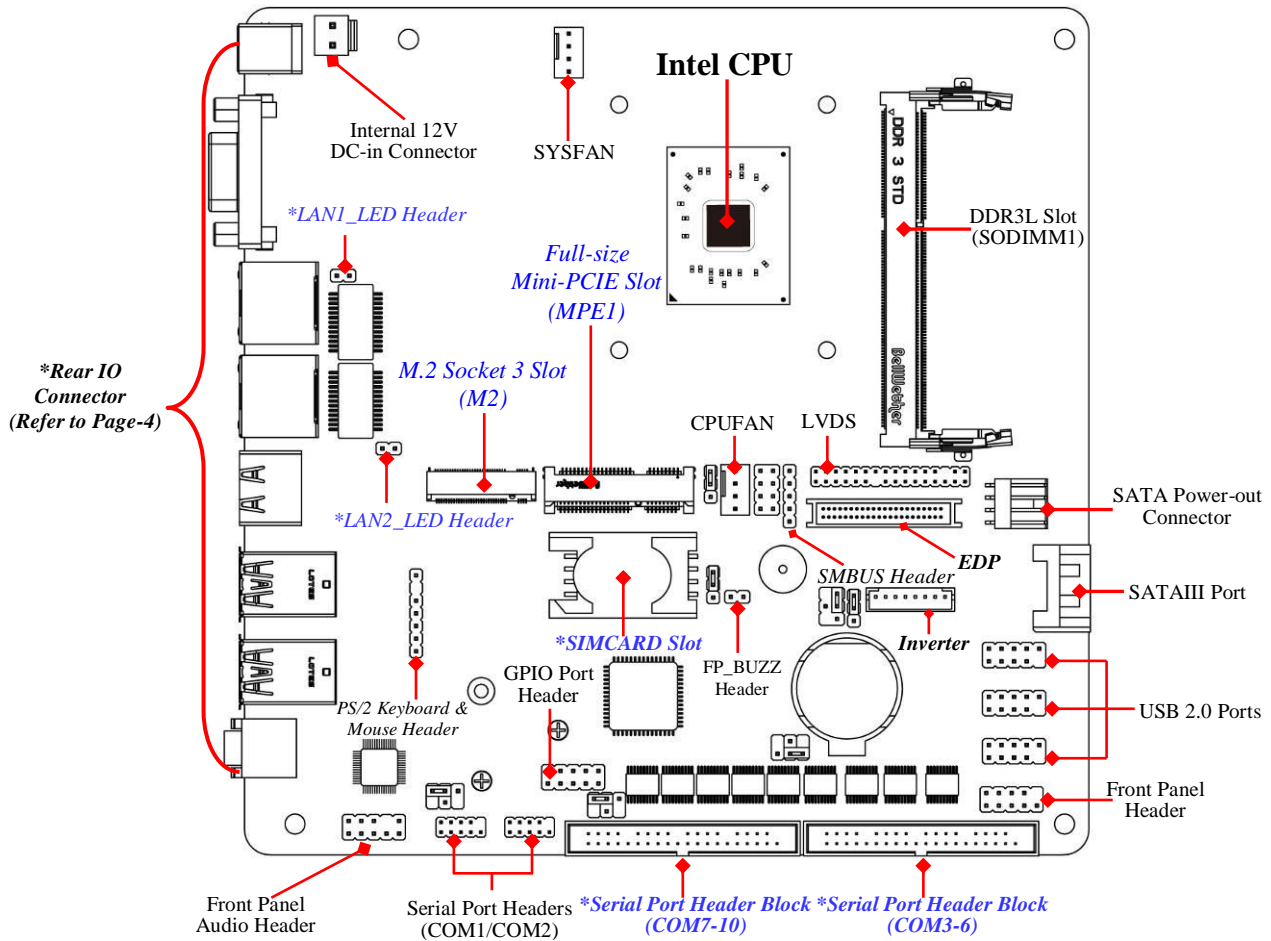 Intel CPU
Internal 12V
DC-in Connector
SYSFAN
DDR 3 STD
*LAN1_LED Header
DDR3L Slot
(SODIMM1)
Full-size
Mini-PCIE Slot
(MPE1)
*Rear IO
Connector
(Refer to Page-4)
M.2 Socket 3 Slot
(M2)
BellWether
CPUFAN
LVDS
*LAN2_LED Header
BellWether
SATA Power-out
Connector
EDP
SMBUS Header
LOTES
SATAIII Port
*SIMCARD Slot
Inverter
FP_BUZZ
Header
GPIO Port
Header
LOTES
PS/2 Keyboard &
Mouse Header
USB 2.0 Ports
Front Panel
Header
Front Panel
Audio Header
Serial Port Headers
(COM1/COM2)
*Serial Port Header Block
(COM7-10)
*Serial Port Header Block
(COM3-6)